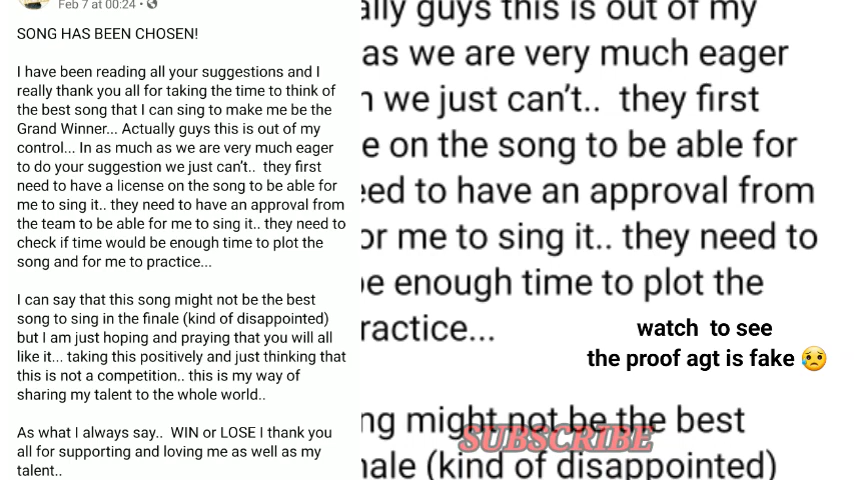 Feb 7 at 00:24 •
SONG HAS BEEN CHOSEN!
I have been reading all your suggestions and I
really thank you all for taking the time to think of
the best song that I can sing to make me be the
Grand Winner... Actually guys this is out of my
control... In as much as we are very much eager
to do your suggestion we just can't.. they first
need to have a license on the song to be able for
me to sing it.. they need to have an approval from
the team to be able for me to sing it.. they need to
check if time would be enough time to plot the
song and for me to practice...
I can say that this song might not be the best
song to sing in the finale (kind of disappointed)
but I am just hoping and praying that you will all
like it... taking this positively and just thinking that
this is not a competition.. this is my way of
sharing my talent to the whole world..
As what I always say.. WIN or LOSE I thank you
all for supporting and loving me as well as my
talent..
ally guys this is out of my
as we are very much eager
n we just can't.. they first
e on the song to be able for
eed to have an approval from
or me to sing it.. they need to
be enough time to plot the
ractice...
watch to see
the proof agt is fake 😥
ng might not be the best
SUBSCRIBE
nale (kind of disappointed)